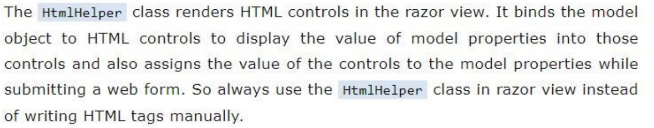 The HtmlHelper class renders HTML controls in the razor view. It binds the model
object to HTML controls to display the value of model properties into those
controls and also assigns the value of the controls to the model properties while
submitting a web form. So always use the HtmlHelper class in razor view instead
of writing HTML tags manually.